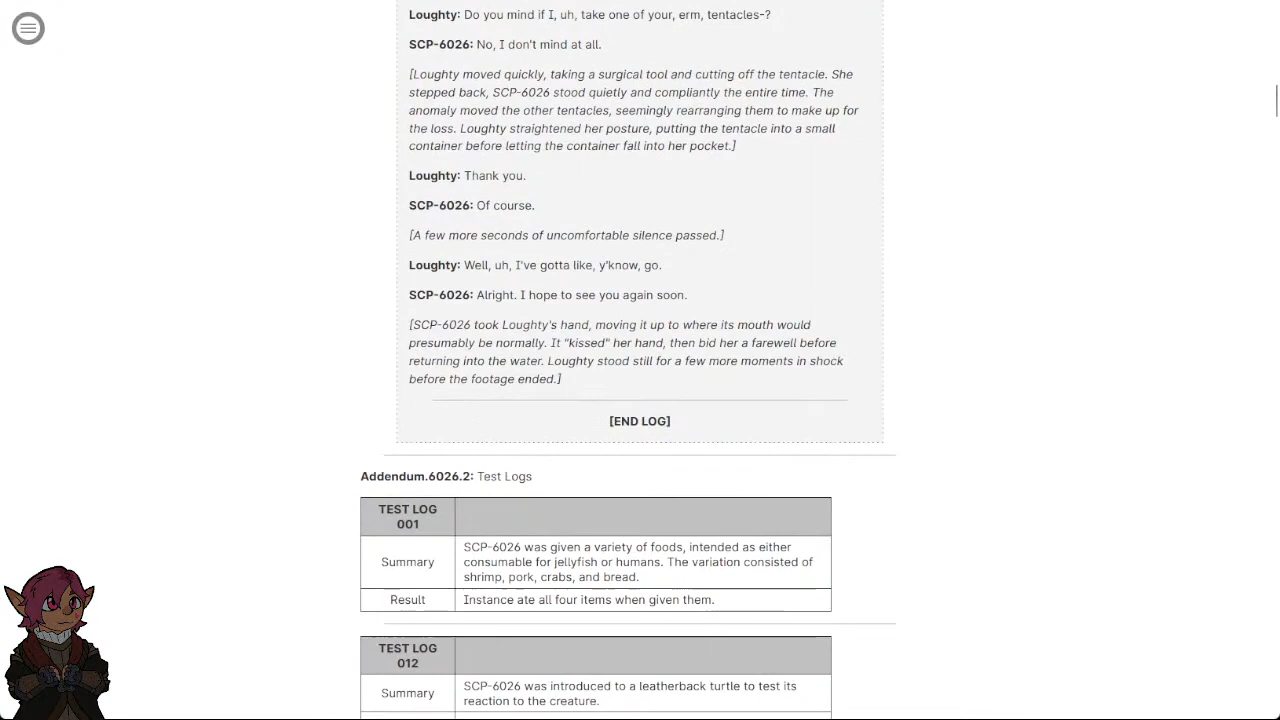 Loughty: Do you mind if I, uh, take one of your, erm, tentacles-?
SCP-6026: No, I don't mind at all.
[Loughty moved quickly, taking a surgical tool and cutting off the tentacle. She
stepped back, SCP-6026 stood quietly and compliantly the entire time. The
anomaly moved the other tentacles, seemingly rearranging them to make up for
the loss. Loughty straightened her posture, putting the tentacle into a small
container before letting the container fall into her pocket.]
Loughty: Thank you.
SCP-6026: Of course.
[A few more seconds of uncomfortable silence passed.]
Loughty: Well, uh, I've gotta like, y'know, go.
SCP-6026: Alright. I hope to see you again soon.
[SCP-6026 took Loughty's hand, moving it up to where its mouth would
presumably be normally. It "kissed" her hand, then bid her a farewell before
returning into the water. Loughty stood still for a few more moments in shock
before the footage ended.]
[END LOG]
Addendum.6026.2: Test Logs
TEST LOG
001
Summary
SCP-6026 was given a variety of foods, intended as either
consumable for jellyfish or humans. The variation consisted of
shrimp, pork, crabs, and bread.
Result
Instance ate all four items when given them.
TEST LOG
012
Summary
SCP-6026 was introduced to a leatherback turtle to test its
reaction to the creature.